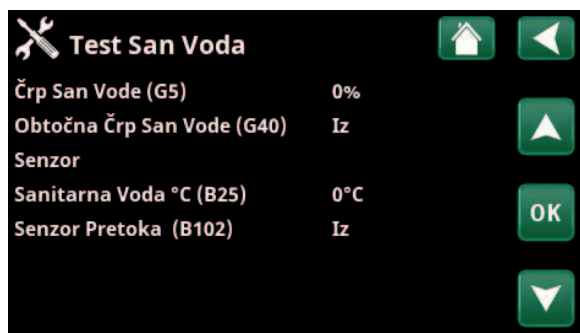 Test San Voda
Črp San Vode (G5) 0%
Obtočna Črp San Vode (G40) Iz
Senzor
Sanitarna Voda °C (B25) 0°C
Senzor Pretoka (B102) Iz
OK